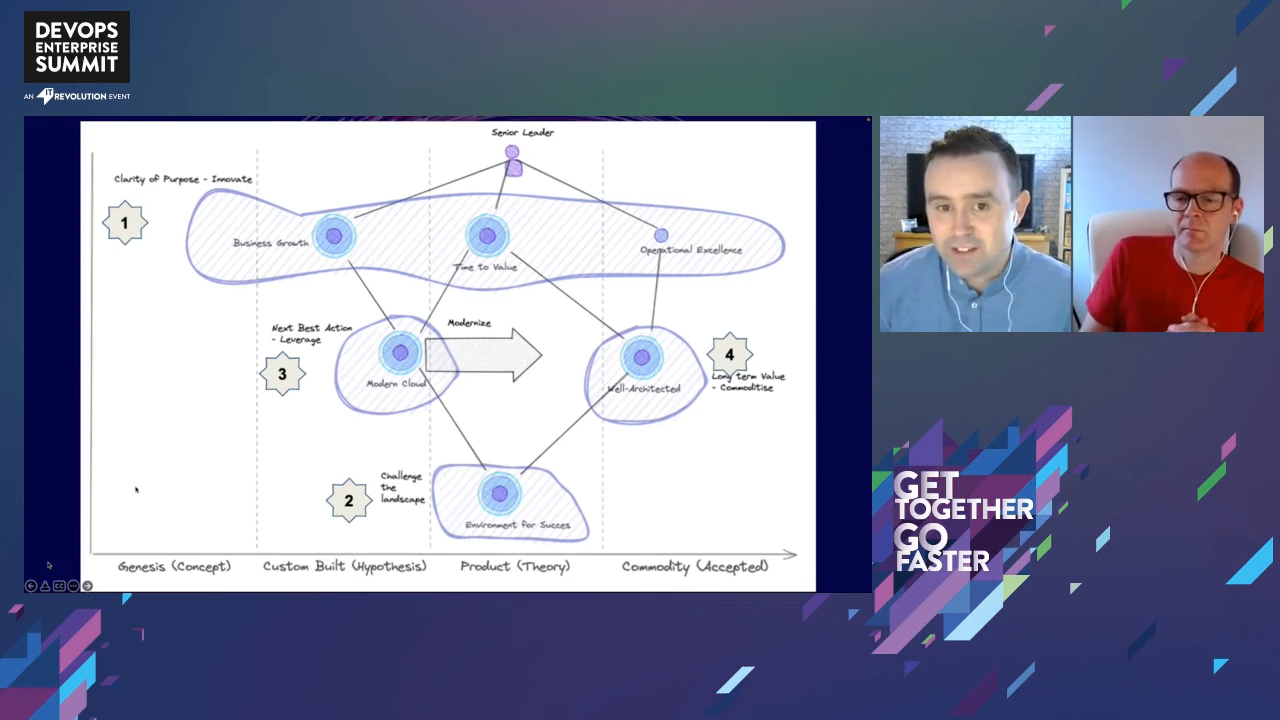 DEVOPS
ENTERPRISE
SUMMIT
AN IT REVOLUTION EVENT
Senior Leader
Clarity of Purpose - Innovate
1
Business Growth
Time to Value
Operational Excellence
Next Best Action
- Leverage
3
Modernize
Modern Cloud
Well-Architected
4
Long term Value
- Commoditise
2
Challenge
the
landscape
Environment for Succes
Genesis (Concept)
Custom Built (Hypothesis)
Product (Theory)
Commodity (Accepted)
GET
TOGETHER
GO
FASTER